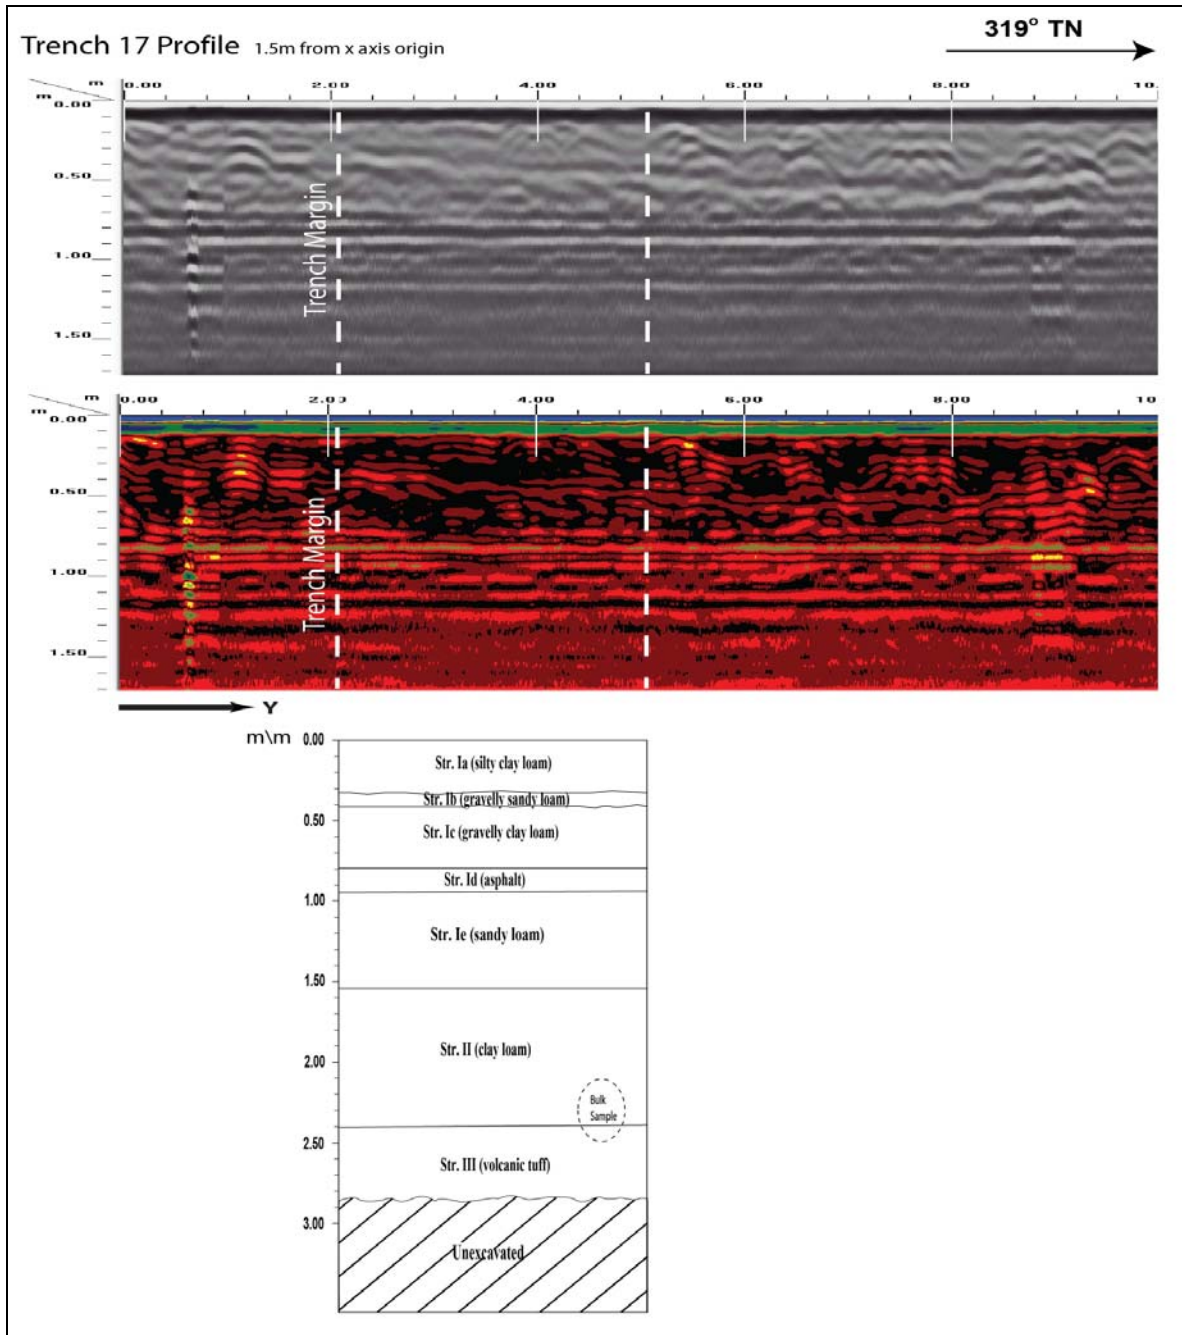 Trench 17 Profile 1.5m from x axis origin
319° TN
m 0.00 2.00 4.00 6.00 8.00 10.
m
0.00
0.50
1.00
1.50
Trench Margin
m 0.00 2.00 4.00 6.00 8.00 10
m
0.00
0.50
1.00
1.50
Trench Margin
Y
m\m
0.00
Str. Ia (silty clay loam)
Str. Ib (gravelly sandy loam)
0.50
Str. Ic (gravelly clay loam)
Str. Id (asphalt)
1.00
Str. Ie (sandy loam)
1.50
Str. II (clay loam)
2.00
Bulk
Sample
2.50
Str. III (volcanic tuff)
3.00
Unexcavated